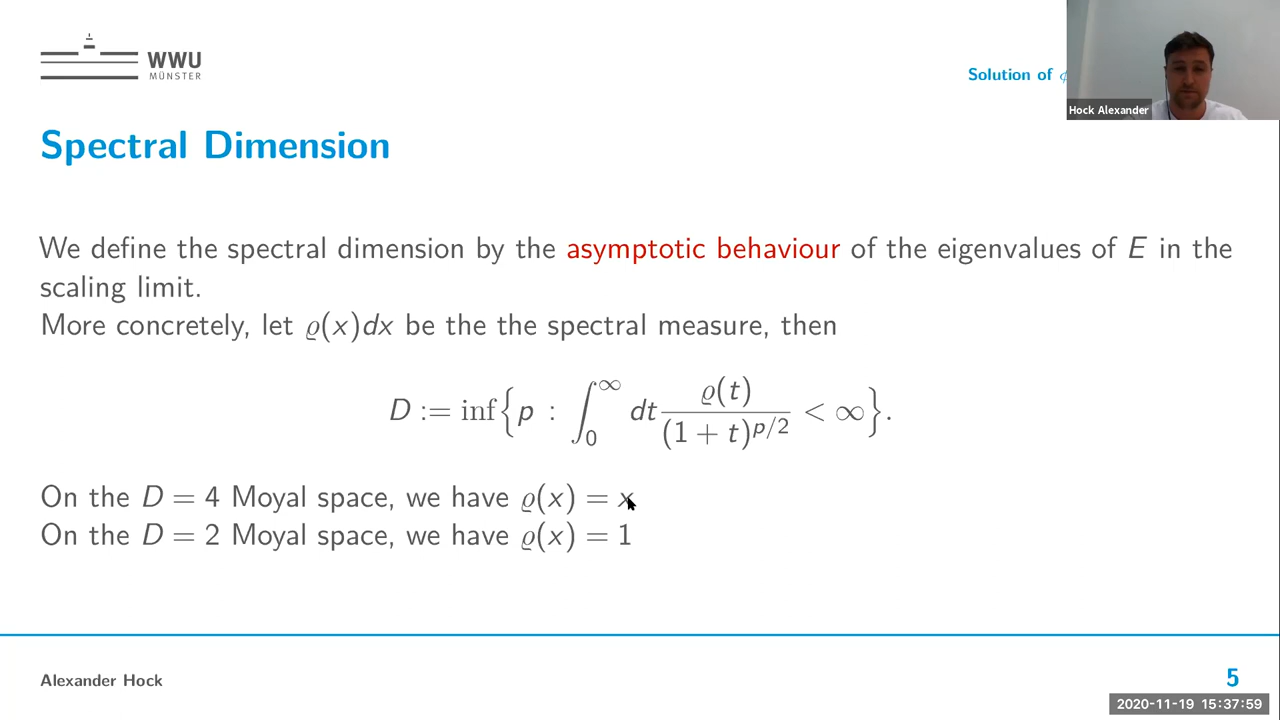 WWU
MÜNSTER
Solution of ϕ
Hock Alexander
Spectral Dimension
We define the spectral dimension by the asymptotic behaviour of the eigenvalues of E in the
scaling limit.
More concretely, let ϱ(x)dx be the the spectral measure, then
D := inf{p : ∫₀^∞ dt ϱ(t)/(1 + t)^{p/2} < ∞}.
On the D = 4 Moyal space, we have ϱ(x) = x
On the D = 2 Moyal space, we have ϱ(x) = 1
Alexander Hock
5
2020-11-19 15:37:59